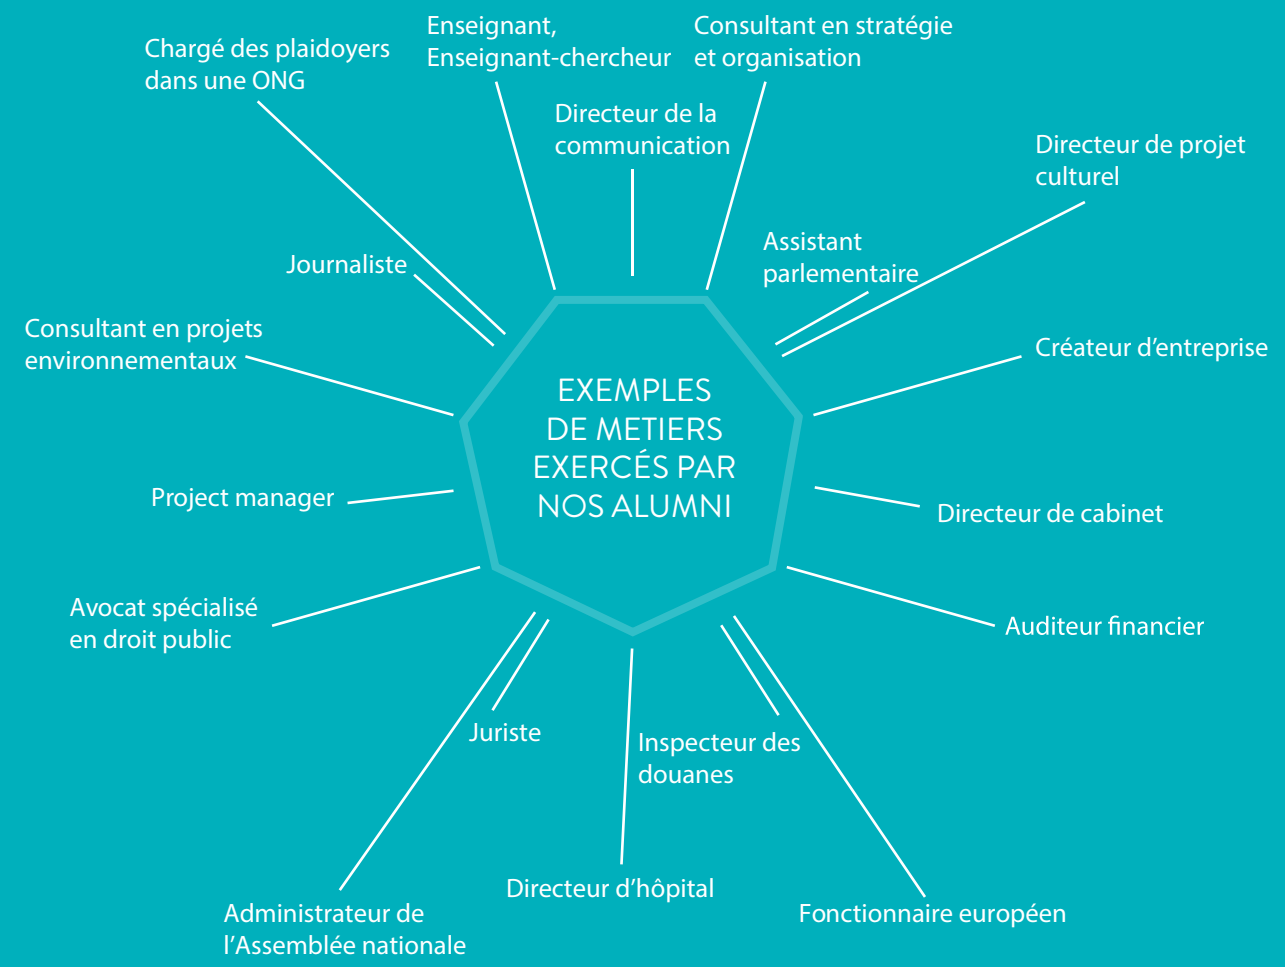 Enseignant,
Enseignant-chercheur
Consultant en stratégie
et organisation
Chargé des plaidoyers
dans une ONG
Directeur de la
communication
Directeur de projet
culturel
Assistant
parlementaire
Journaliste
Consultant en projets
environnementaux
Créateur d'entreprise
EXEMPLES
DE METIERS
EXERCÉS PAR
NOS ALUMNI
Project manager
Directeur de cabinet
Avocat spécialisé
en droit public
Auditeur financier
Juriste
Inspecteur des
douanes
Directeur d'hôpital
Administrateur de
l'Assemblée nationale
Fonctionnaire européen